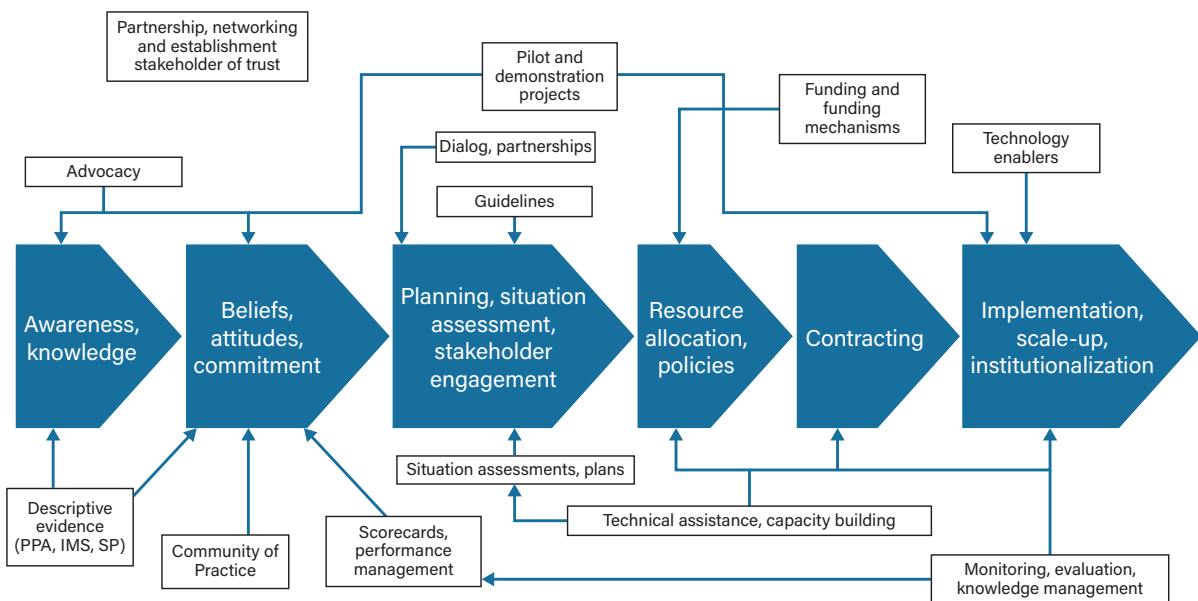 Partnership, networking
and establishment
stakeholder of trust
Pilot and
demonstration
projects
Funding and
funding
mechanisms
Dialog, partnerships
Technology
enablers
Advocacy
Guidelines
Awareness,
knowledge
Beliefs,
attitudes,
commitment
Planning, situation
assessment,
stakeholder
engagement
Resource
allocation,
policies
Contracting
Implementation,
scale-up,
institutionalization
Situation assessments, plans
Descriptive
evidence
(PPA, IMS, SP)
Community of
Practice
Scorecards,
performance
management
Technical assistance, capacity building
Monitoring, evaluation,
knowledge management